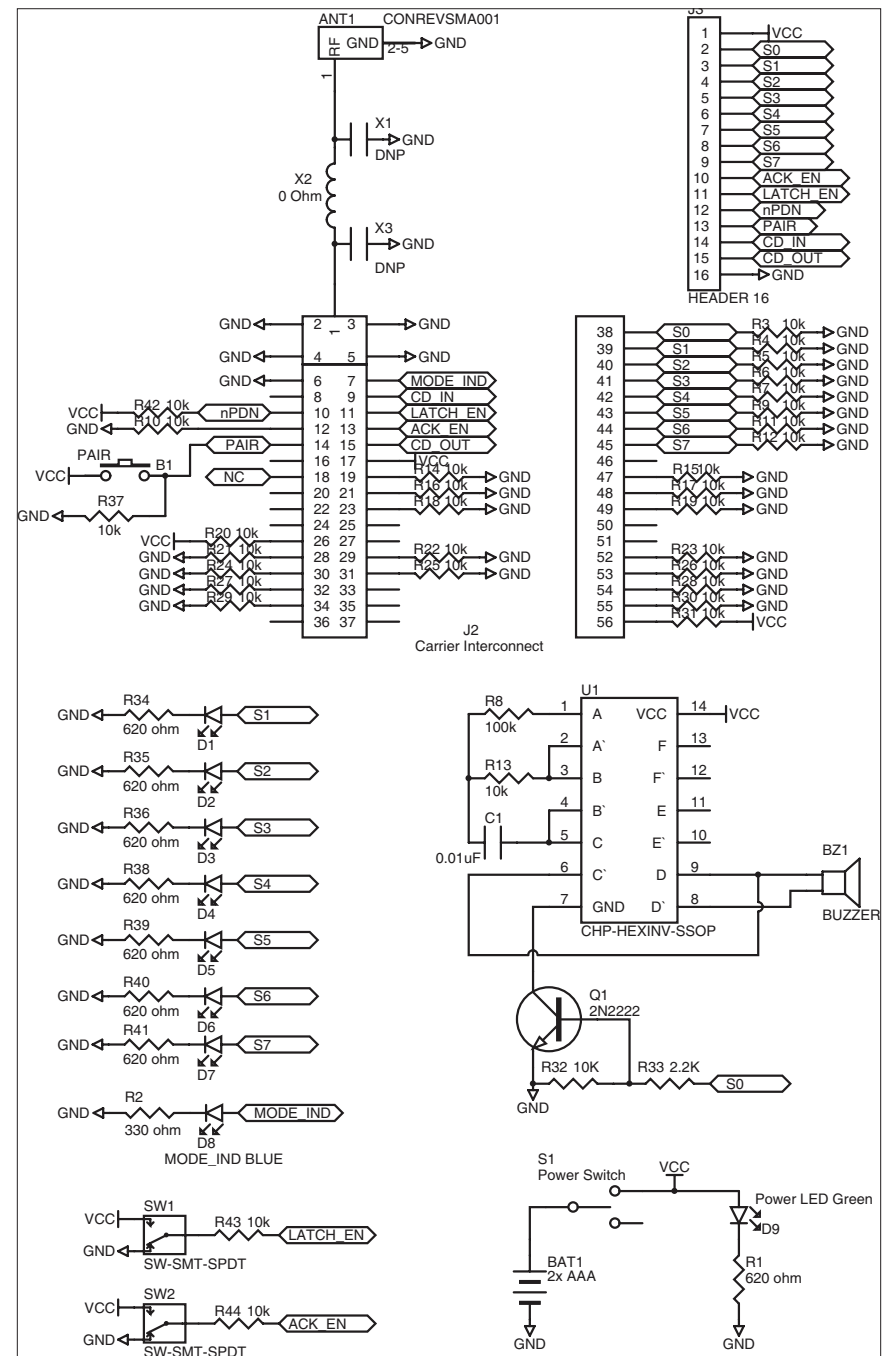 ANT1 CONREVSMA001
RF GND 2-5 GND
1
X1
GND
DNP
X2
0 Ohm
X3
GND
DNP
J3
1 VCC
2 S0
3 S1
4 S2
5 S3
6 S4
7 S5
8 S6
9 S7
10 ACK_EN
11 LATCH_EN
12 nPDN
13 PAIR
14 CD_IN
15 CD_OUT
16 GND
HEADER 16
GND 2 3 GND
1
GND 4 5 GND
GND 6 7 MODE_IND
8 9 CD_IN
VCC R42 10k nPDN 10 11 LATCH_EN
GND R10 10k 12 13 ACK_EN
PAIR 14 15 CD_OUT
16 17 VCC
PAIR
VCC B1
NC 18 19 R14 10k GND
20 21 R16 10k GND
22 23 R18 10k GND
R37
GND 10k
24 25
VCC R20 10k 26 27
GND R21 10k 28 29 R22 10k GND
GND R24 10k 30 31 R25 10k GND
GND R27 10k 32 33
GND R29 10k 34 35
36 37
J2
Carrier Interconnect
38 S0 R3 10k GND
39 S1 R4 10k GND
40 S2 R5 10k GND
41 S3 R6 10k GND
42 S4 R7 10k GND
43 S5 R9 10k GND
44 S6 R11 10k GND
45 S7 R12 10k GND
46
47 R15 10k GND
48 R17 10k GND
49 R19 10k GND
50
51
52 R23 10k GND
53 R26 10k GND
54 R28 10k GND
55 R30 10k GND
56 R31 10k VCC
GND R34 S1
620 ohm D1
GND R35 S2
620 ohm D2
GND R36 S3
620 ohm D3
GND R38 S4
620 ohm D4
GND R39 S5
620 ohm D5
GND R40 S6
620 ohm D6
GND R41 S7
620 ohm D7
GND R2 MODE_IND
330 ohm D8
MODE_IND BLUE
VCC SW1
R43 10k LATCH_EN
GND
SW-SMT-SPDT
VCC SW2
R44 10k ACK_EN
GND
SW-SMT-SPDT
U1
R8 1 A VCC 14 VCC
100k
2 A` F 13
R13 3 B F` 12
10k
C1 4 B` E 11
0.01uF 5 C E` 10
6 C` D 9
7 GND D` 8
CHP-HEXINV-SSOP
BZ1
BUZZER
Q1
2N2222
R32 10K R33 2.2K S0
GND
S1
Power Switch
VCC
Power LED Green
D9
BAT1
2x AAA
R1
620 ohm
GND GND